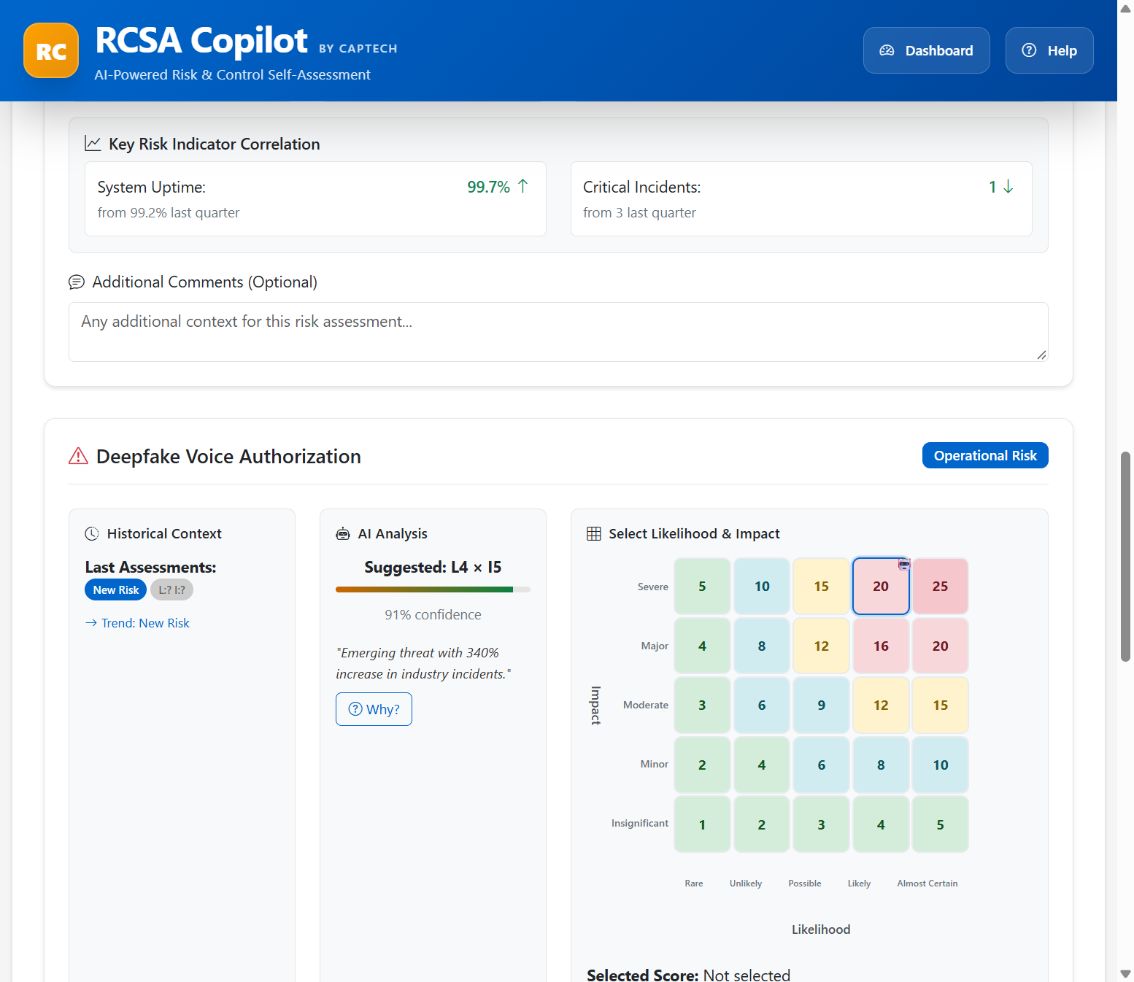 RC
RCSA Copilot BY CAPTECH
AI-Powered Risk & Control Self-Assessment
Dashboard
Help
Key Risk Indicator Correlation
System Uptime:
99.7% ↑
from 99.2% last quarter
Critical Incidents:
1 ↓
from 3 last quarter
Additional Comments (Optional)
Any additional context for this risk assessment...
Deepfake Voice Authorization
Operational Risk
Historical Context
Last Assessments:
New Risk L:? I:?
→ Trend: New Risk
AI Analysis
Suggested: L4 × I5
91% confidence
"Emerging threat with 340%
increase in industry incidents."
Why?
Select Likelihood & Impact
Impact
Severe 5 10 15 20 25
Major 4 8 12 16 20
Moderate 3 6 9 12 15
Minor 2 4 6 8 10
Insignificant 1 2 3 4 5
Rare Unlikely Possible Likely Almost Certain
Likelihood
Selected Score: Not selected